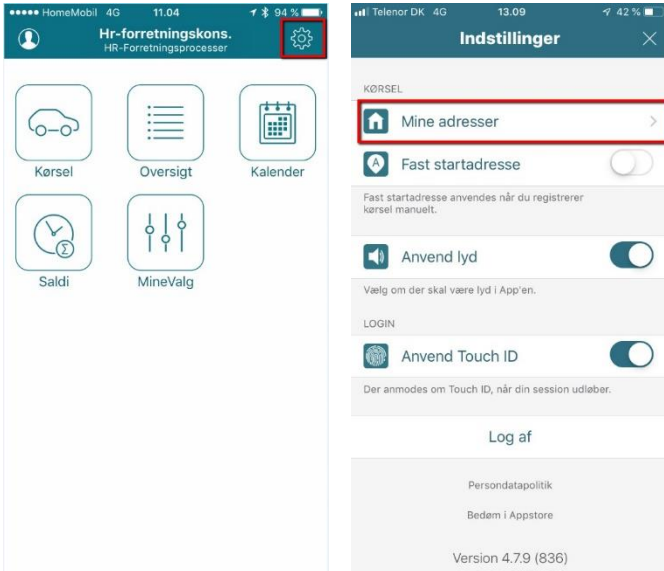 HomeMobil 4G 11.04 94 %
Hr-forretningskons.
HR-Forretningsprocesser
Kørsel Oversigt Kalender
Saldi MineValg
Telenor DK 4G 13.09 42 %
Indstillinger
KØRSEL
Mine adresser
A Fast startadresse
Fast startadresse anvendes når du registrerer
kørsel manuelt.
Anvend lyd
Vælg om der skal være lyd i App'en.
LOGIN
Anvend Touch ID
Der anmodes om Touch ID, når din session udløber.
Log af
Persondatapolitik
Bedøm i Appstore
Version 4.7.9 (836)